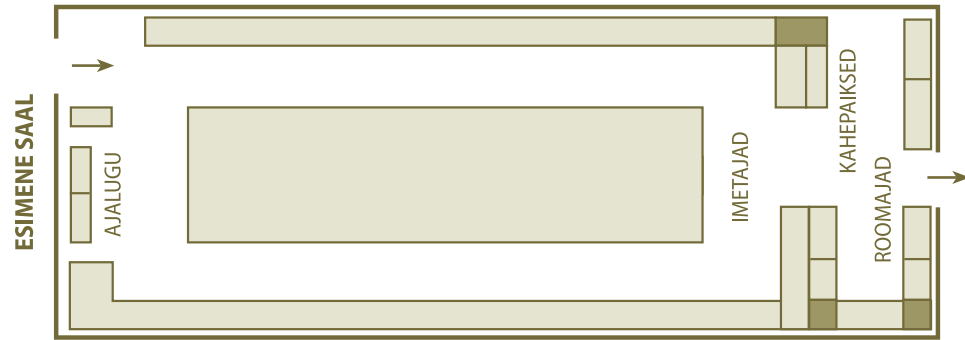 ESIMENE SAAL
AJALUGU
IMETAJAD
KAHEPAIKSED
ROOMAJAD